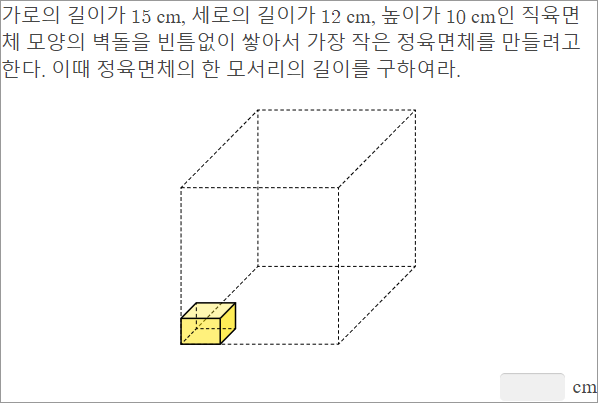 가로의 길이가 15 cm, 세로의 길이가 12 cm, 높이가 10 cm인 직육면
체 모양의 벽돌을 빈틈없이 쌓아서 가장 작은 정육면체를 만들려고
한다. 이때 정육면체의 한 모서리의 길이를 구하여라.
cm